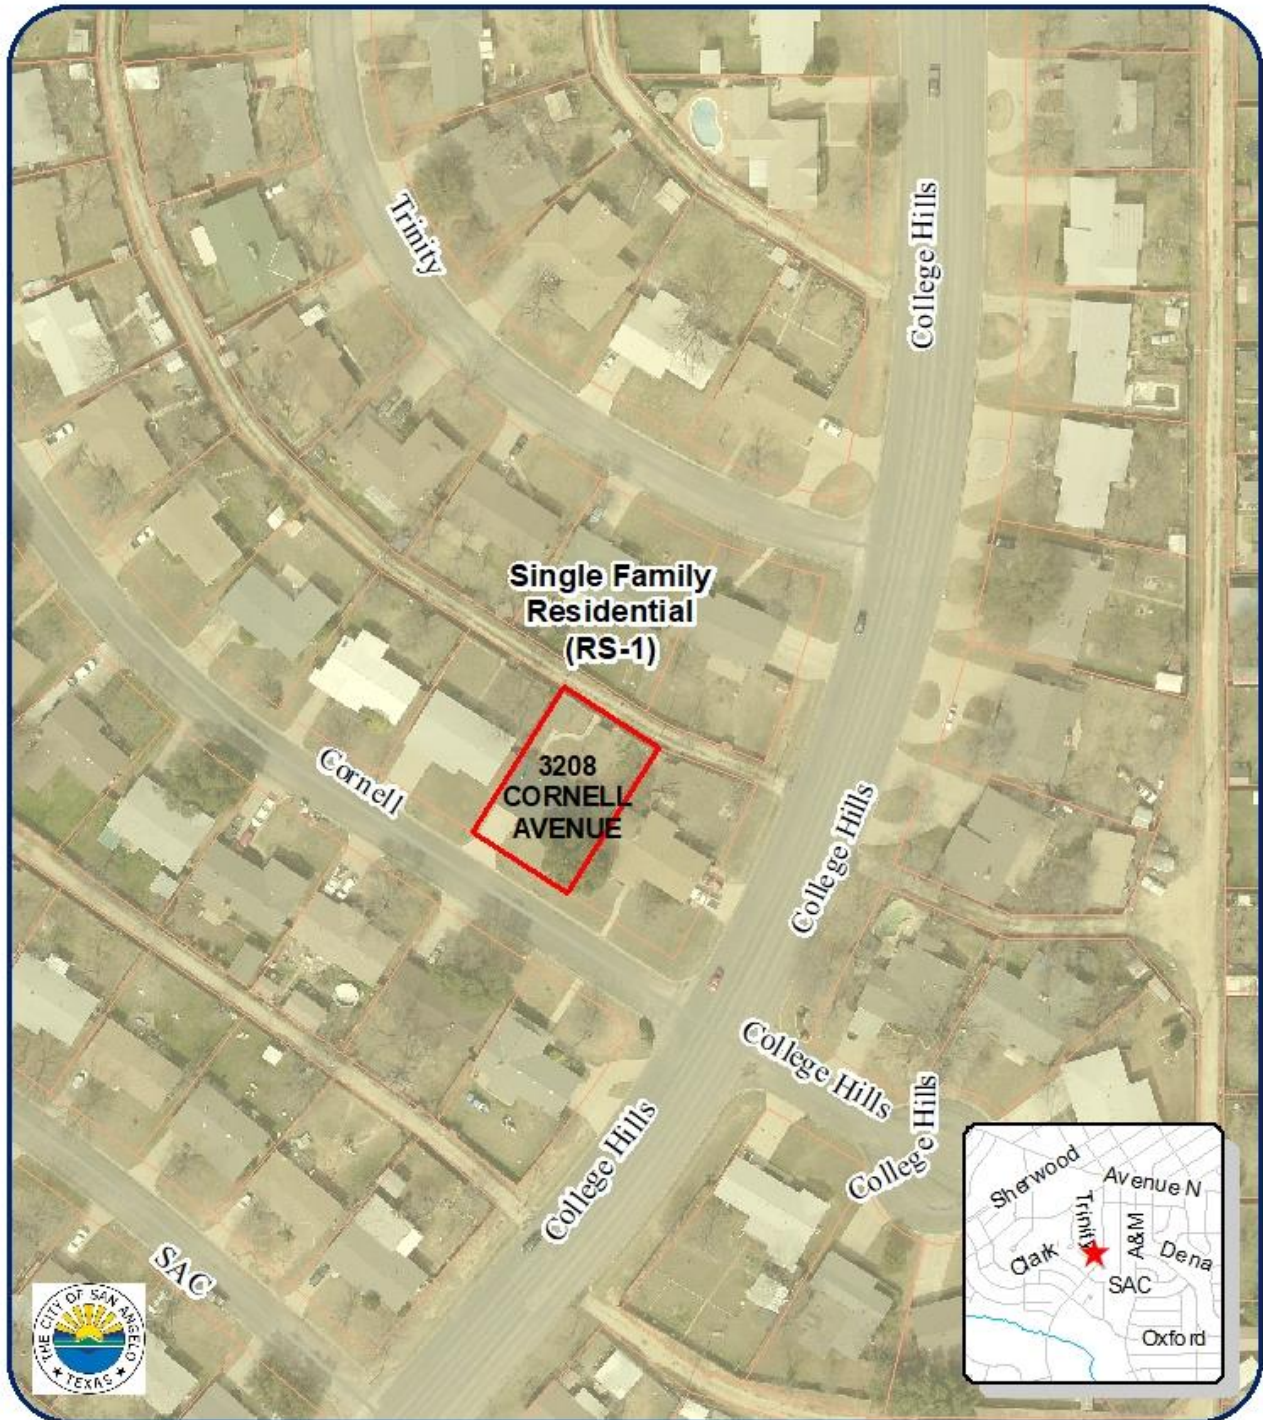 College Hills
Trinity
Single Family
Residential
(RS-1)
3208
CORNELL
AVENUE
Cornell
College Hills
College Hills
College Hills
College Hills
SAC
THE CITY OF SAN ANGELO
TEXAS
Sherwood
Avenue N
Trinity
A&M
Clark
Dena
SAC
Oxford